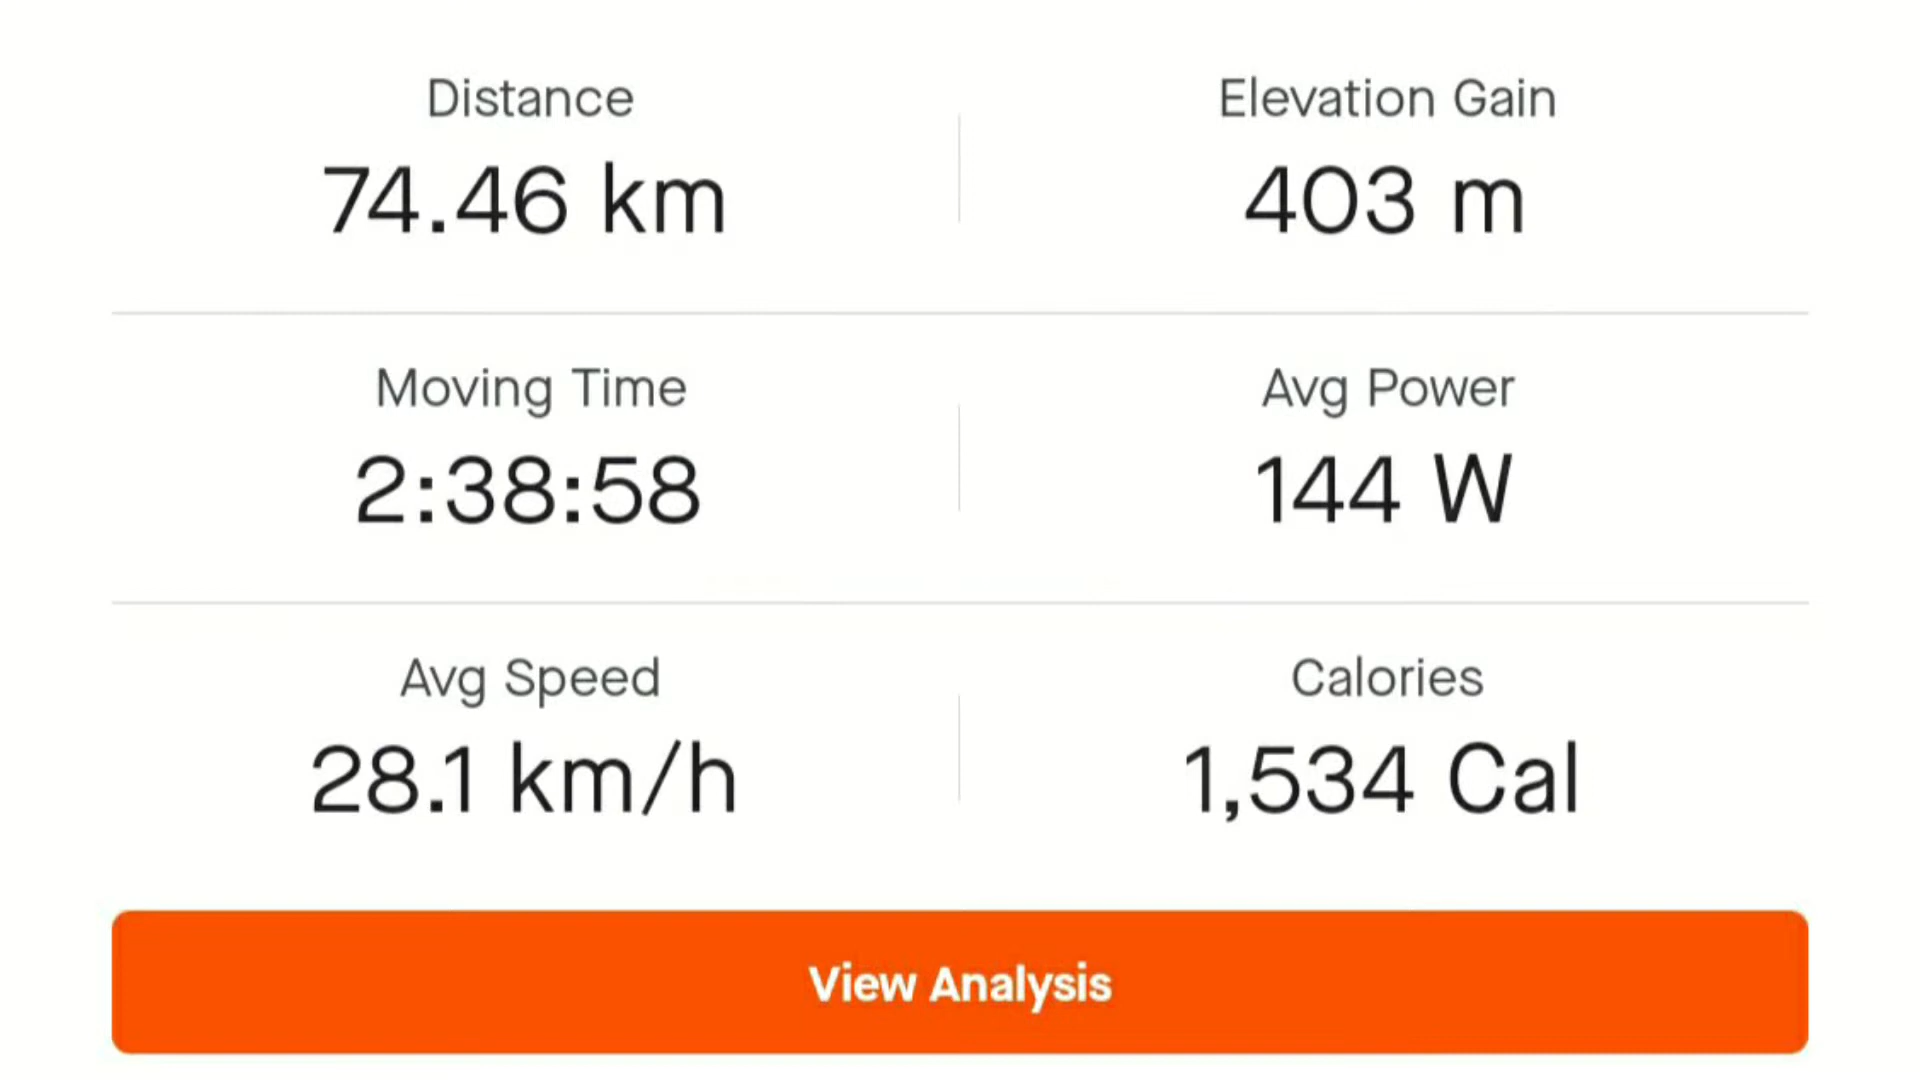 Distance
Elevation Gain
74.46 km
403 m
Moving Time
Avg Power
2:38:58
144 W
Avg Speed
Calories
28.1 km/h
1,534 Cal
View Analysis